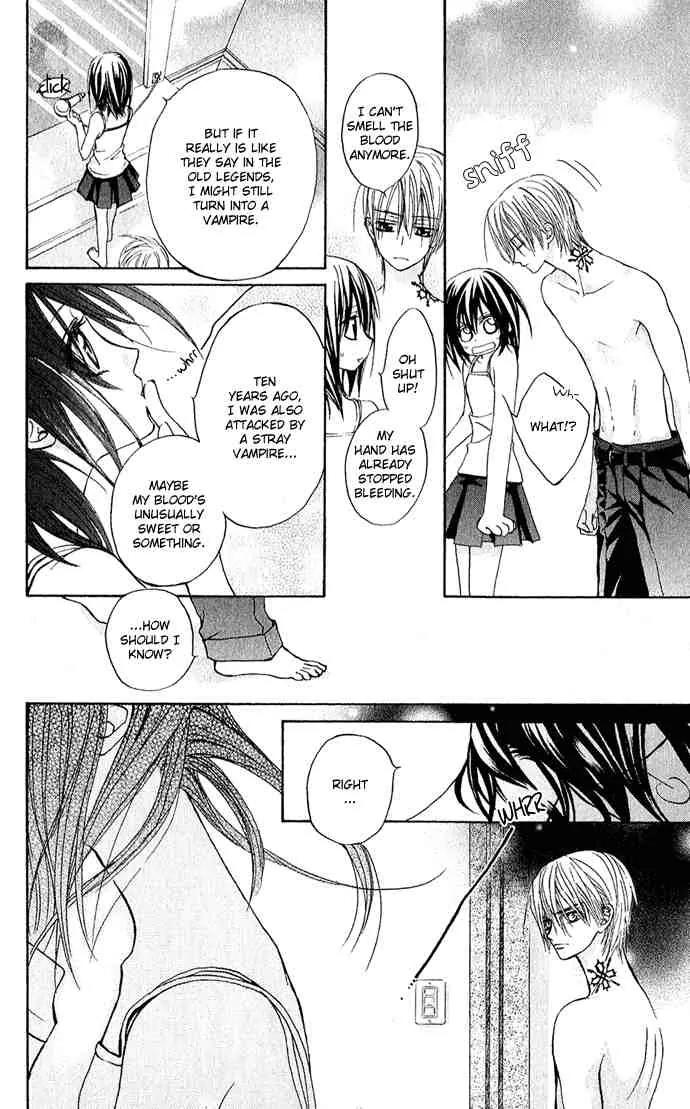 sniff
Wh-
WHAT!?
I CAN'T
SMELL THE
BLOOD
ANYMORE.
OH
SHUT
UP!
MY
HAND HAS
ALREADY
STOPPED
BLEEDING.
click
BUT IF IT
REALLY IS LIKE
THEY SAY IN THE
OLD LEGENDS,
I MIGHT STILL
TURN INTO A
VAMPIRE.
TEN
YEARS AGO,
I WAS ALSO
ATTACKED BY
A STRAY
VAMPIRE...
...whrr
MAYBE
MY BLOOD'S
UNUSUALLY
SWEET OR
SOMETHING.
...HOW
SHOULD I
KNOW?
WHRR
RIGHT
...